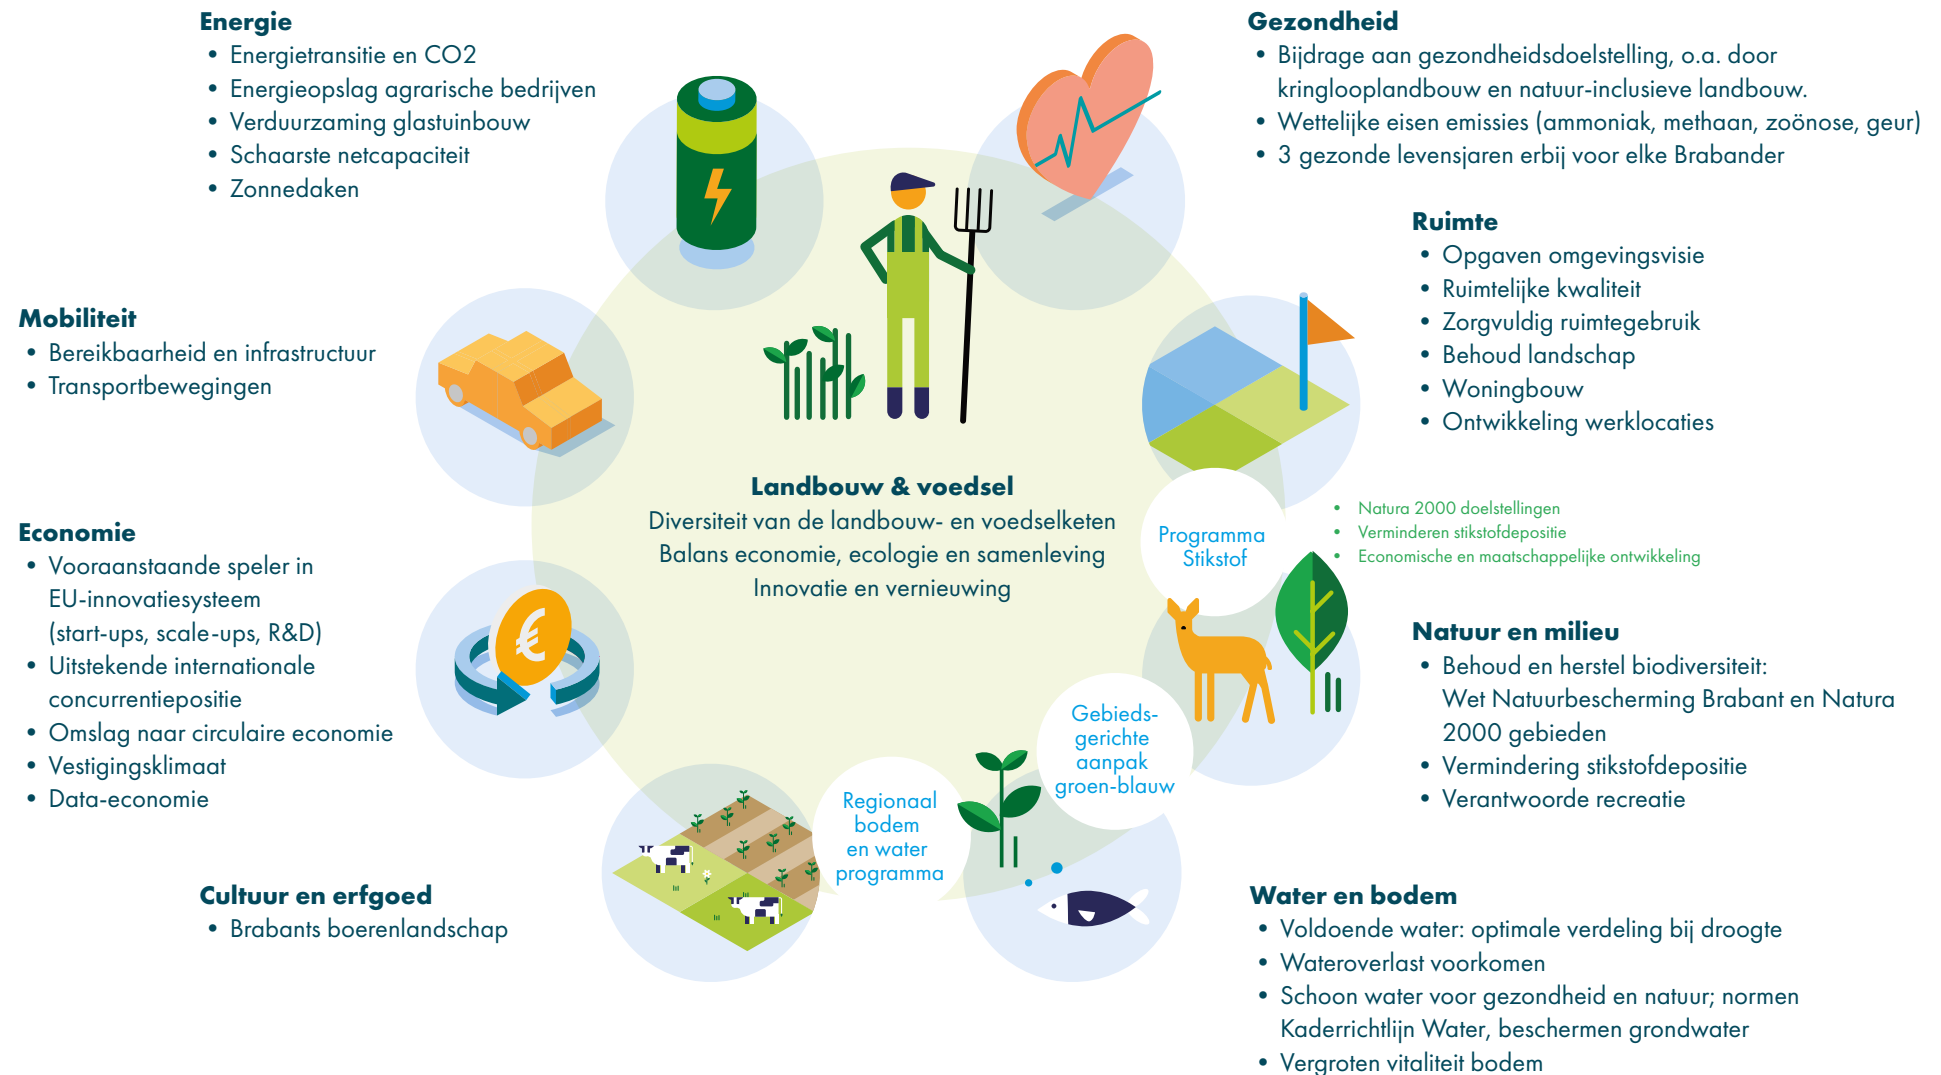 Energie
• Energietransitie en CO2
• Energieopslag agrarische bedrijven
• Verduurzaming glastuinbouw
• Schaarste netcapaciteit
• Zonnedaken
Gezondheid
• Bijdrage aan gezondheidsdoelstelling, o.a. door
kringlooplandbouw en natuur-inclusieve landbouw.
• Wettelijke eisen emissies (ammoniak, methaan, zoönose, geur)
• 3 gezonde levensjaren erbij voor elke Brabander
Ruimte
• Opgaven omgevingsvisie
• Ruimtelijke kwaliteit
• Zorgvuldig ruimtegebruik
• Behoud landschap
• Woningbouw
• Ontwikkeling werklocaties
Mobiliteit
• Bereikbaarheid en infrastructuur
• Transportbewegingen
Landbouw & voedsel
Diversiteit van de landbouw- en voedselketen
Balans economie, ecologie en samenleving
Innovatie en vernieuwing
Programma
Stikstof
• Natura 2000 doelstellingen
• Verminderen stikstofdepositie
• Economische en maatschappelijke ontwikkeling
Economie
• Vooraanstaande speler in
EU-innovatiesysteem
(start-ups, scale-ups, R&D)
• Uitstekende internationale
concurrentiepositie
• Omslag naar circulaire economie
• Vestigingsklimaat
• Data-economie
€
Natuur en milieu
• Behoud en herstel biodiversiteit:
Wet Natuurbescherming Brabant en Natura
2000 gebieden
• Vermindering stikstofdepositie
• Verantwoorde recreatie
Gebieds-
gerichte
aanpak
groen-blauw
Regionaal
bodem
en water
programma
Cultuur en erfgoed
• Brabants boerenlandschap
Water en bodem
• Voldoende water: optimale verdeling bij droogte
• Wateroverlast voorkomen
• Schoon water voor gezondheid en natuur; normen
Kaderrichtlijn Water, beschermen grondwater
• Vergroten vitaliteit bodem